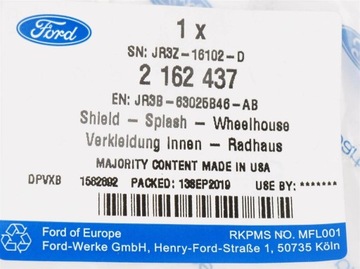 Ford
1 x
SN: JR3Z-16102-D
2 162 437
EN: JR3B-63025B46-AB
Shield - Splash - Wheelhouse
Verkleidung innen - Radhaus
MAJORITY CONTENT MADE IN USA
DPVXB 1562892 PACKED: 13SEP2019 USE BY: *******
Ford of Europe
Ford-Werke GmbH, Henry-Ford-Straße 1, 50735 Köln
RKPMS NO. MFL001